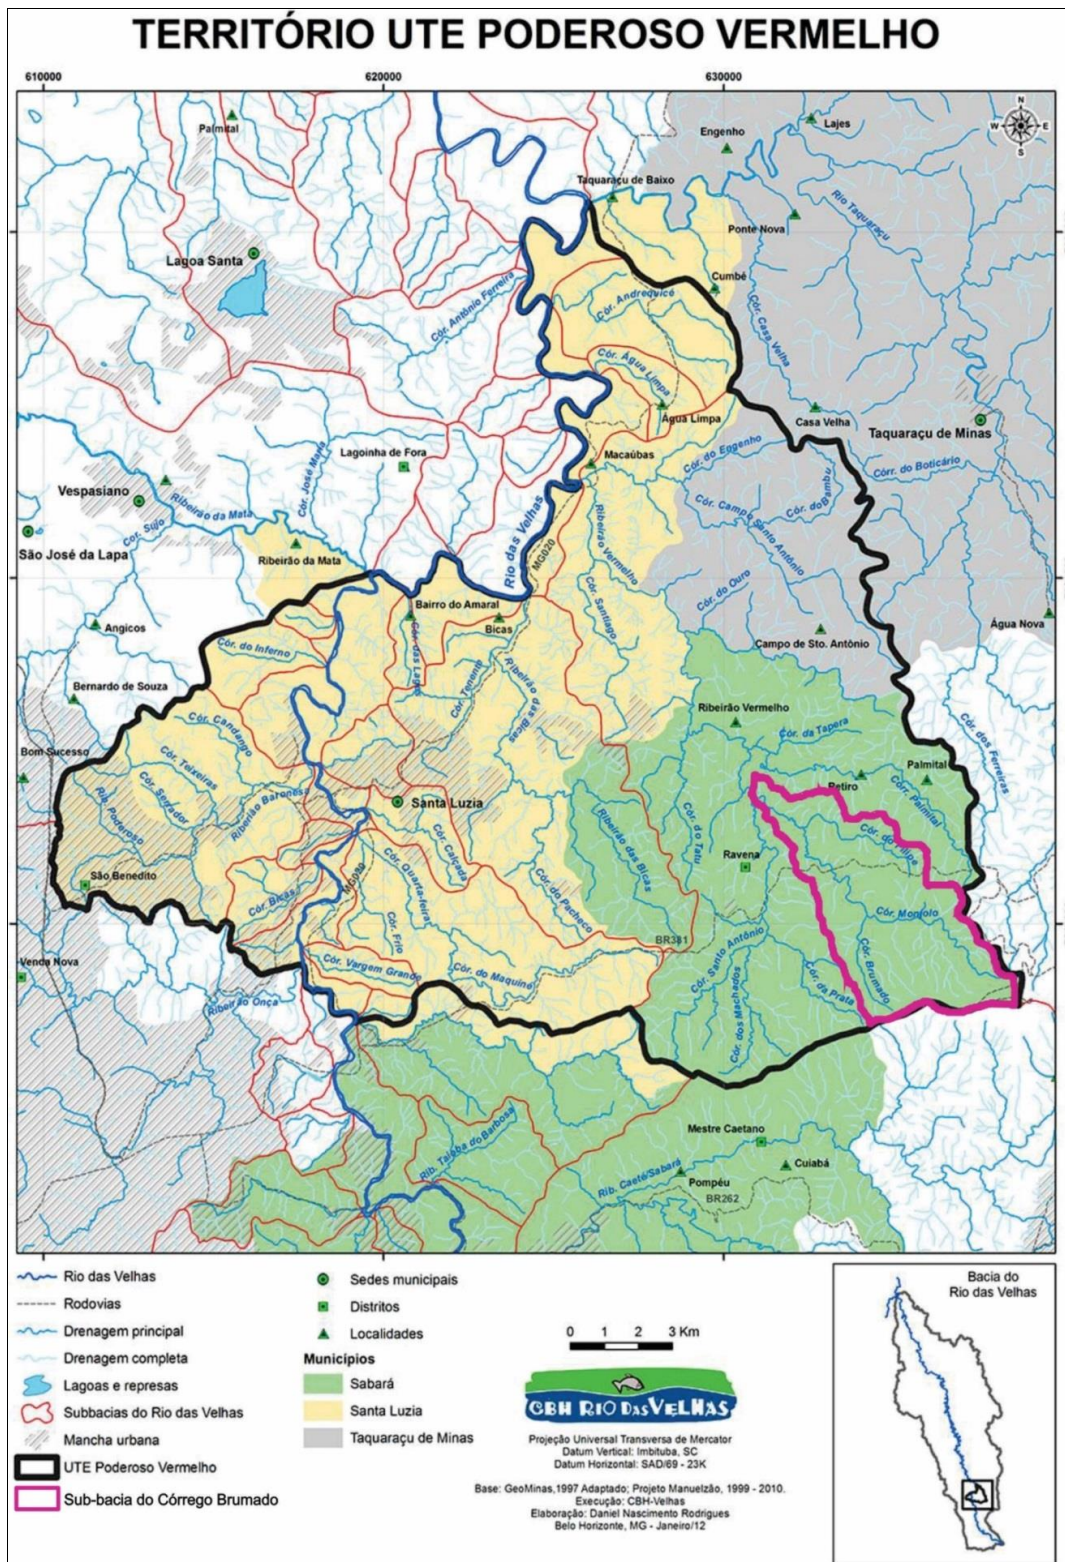 TERRITÓRIO UTE PODEROSO VERMELHO
610000
620000
630000
N
W
E
S
Palmital
Engenho
Lajes
Taquaraçu de Baixo
Rio Taquaraçu
Ponte Nova
Lagoa Santa
Cumbé
Cór. Antônio Ferreira
Cór. Andrequicé
Cór. Casa Velha
Cór. Água Limpa
Água Limpa
Casa Velha
Taquaraçu de Minas
Lagoinha de Fora
Cór. José Maria
Macaúbas
Cór. do Engenho
Córr. do Boticário
Vespasiano
Ribeirão da Mata
Cór. do Bambu
Cór. Campo Santo Antônio
Cor. Sujo
Rio das Velhas
Ribeirão Vermelho
São José da Lapa
MG020
Ribeirão da Mata
Cór. do Ouro
Cór. Santiago
Bairro do Amaral
Bicas
Angicos
Água Nova
Campo de Sto. Antônio
Cór. do Inferno
Cór. das Lages
Cór. Tenente
Ribeirão das Bicas
Bernardo de Souza
Ribeirão Vermelho
Cór. Candango
Cór. da Tapera
Cór. dos Ferreiras
Bom Sucesso
Cór. Teixeiras
Palmital
Retiro
Cór. Palmital
Cór. Serrador
Ribeirão Baronesa
Santa Luzia
Rib. Poderoso
Ribeirão das Bicas
Cór. do Tatu
Cór. do Filipe
Cór. Calçada
Ravena
São Benedito
MG020
Cór. Quarta-feira
Cór. Bicas
Cór. do Pacheco
Cór. Monjolo
Cór. Frio
BR381
Cór. Santo Antônio
Cór. Brumado
Venda Nova
Cór. Vargem Grande
Cór. do Maquiné
Cór. da Prata
Ribeirão Onça
Cór. dos Machados
Mestre Caetano
Cuiabá
Rib. Caeté/Sabará
Pompéu
BR262
Rio das Velhas
Rodovias
Drenagem principal
Drenagem completa
Lagoas e represas
Subbacias do Rio das Velhas
Mancha urbana
UTE Poderoso Vermelho
Sub-bacia do Córrego Brumado
Sedes municipais
Distritos
Localidades
Municípios
Sabará
Santa Luzia
Taquaraçu de Minas
0 1 2 3 Km
CBH RIO DAS VELHAS
Projeção Universal Transversa de Mercator
Datum Vertical: Imbituba, SC
Datum Horizontal: SAD/69 - 23K
Base: GeoMinas,1997 Adaptado; Projeto Manuelzão, 1999 - 2010.
Execução: CBH-Velhas
Elaboração: Daniel Nascimento Rodrigues
Belo Horizonte, MG - Janeiro/12
Bacia do
Rio das Velhas